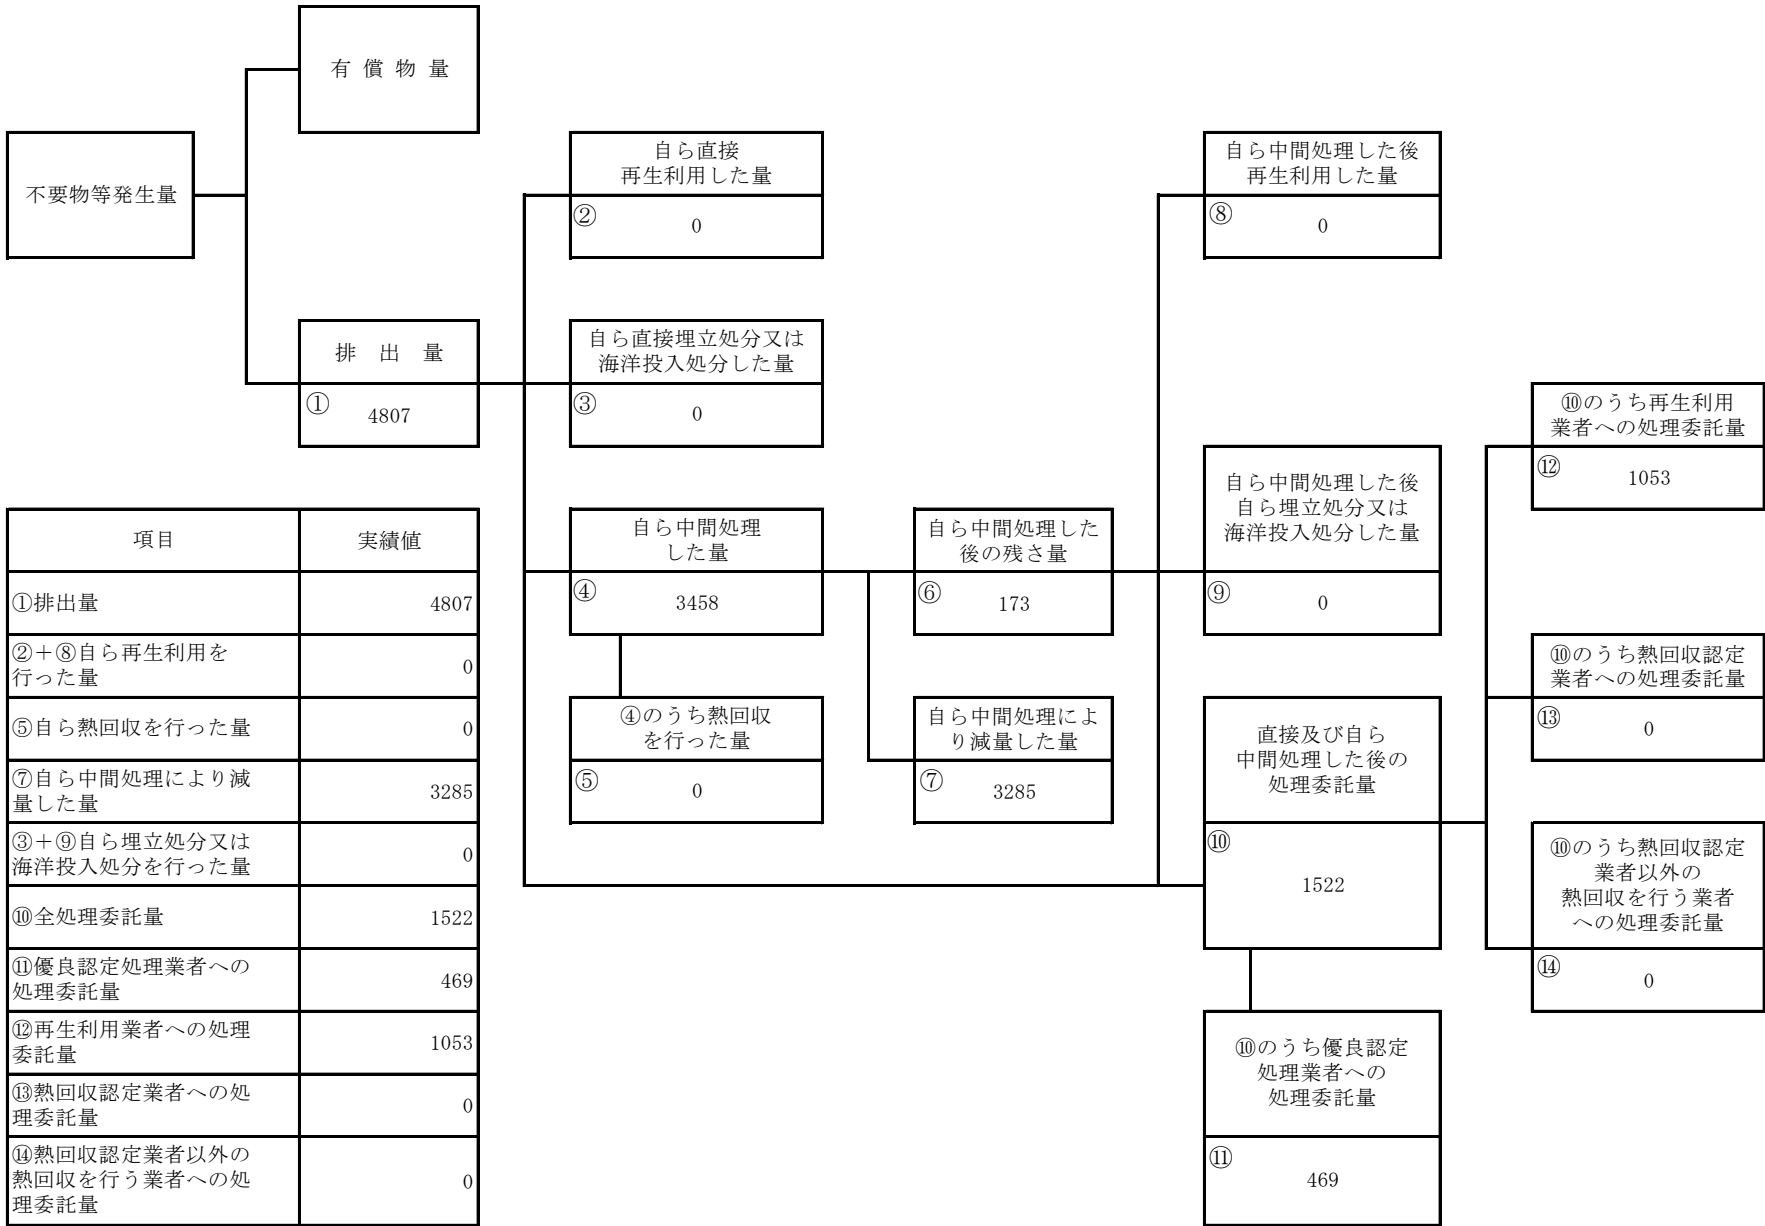 有 償 物 量
不要物等発生量
自ら直接
再生利用した量
② 0
自ら中間処理した後
再生利用した量
⑧ 0
排 出 量
① 4807
自ら直接埋立処分又は
海洋投入処分した量
③ 0
⑩のうち再生利用
業者への処理委託量
⑫ 1053
自ら中間処理
した量
④ 3458
自ら中間処理した
後の残さ量
⑥ 173
自ら中間処理した後
自ら埋立処分又は
海洋投入処分した量
⑨ 0
④のうち熱回収
を行った量
⑤ 0
自ら中間処理によ
り減量した量
⑦ 3285
直接及び自ら
中間処理した後の
処理委託量
⑩
1522
⑩のうち熱回収認定
業者への処理委託量
⑬ 0
⑩のうち熱回収認定
業者以外の
熱回収を行う業者
への処理委託量
⑭ 0
⑩のうち優良認定
処理業者への
処理委託量
⑪
469
項目 実績値
①排出量 4807
②＋⑧自ら再生利用を
行った量 0
⑤自ら熱回収を行った量 0
⑦自ら中間処理により減
量した量 3285
③＋⑨自ら埋立処分又は
海洋投入処分を行った量 0
⑩全処理委託量 1522
⑪優良認定処理業者への
処理委託量 469
⑫再生利用業者への処理
委託量 1053
⑬熱回収認定業者への処
理委託量 0
⑭熱回収認定業者以外の
熱回収を行う業者への処
理委託量 0